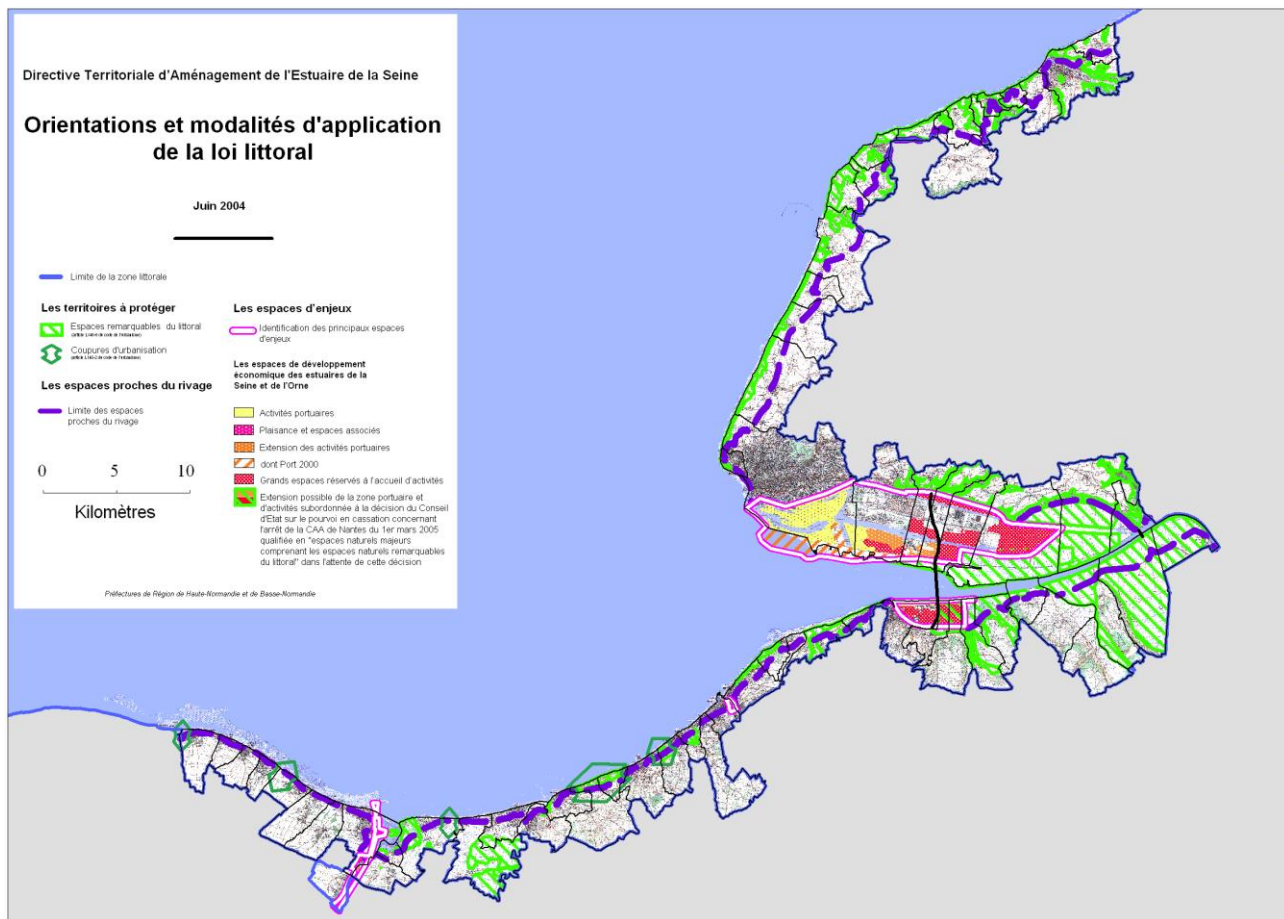 Directive Territoriale d'Aménagement de l'Estuaire de la Seine
Orientations et modalités d'application
de la loi littoral
Juin 2004
Limite de la zone littorale
Les territoires à protéger
Espaces remarquables du littoral
Coupures d'urbanisation
Les espaces proches du rivage
Limite des espaces
proches du rivage
0 5 10
Kilomètres
Les espaces d'enjeux
Identification des principaux espaces
d'enjeux
Les espaces de développement
économique des estuaires de la
Seine et de l'Orne
Activités portuaires
Plaisance et espaces associés
Extension des activités portuaires
dont Port 2000
Grands espaces réservés à l'accueil d'activités
Extension possible de la zone portuaire et
d'activités subordonnée à la décision du Conseil
d'Etat sur le pourvoi en cassation concernant
l'arrêt de la CAA de Nantes du 1er mars 2005
qualifiée en "espaces naturels majeurs
comprenant les espaces naturels remarquables
du littoral" dans l'attente de cette décision
Préfectures de Région de Haute-Normandie et de Basse-Normandie